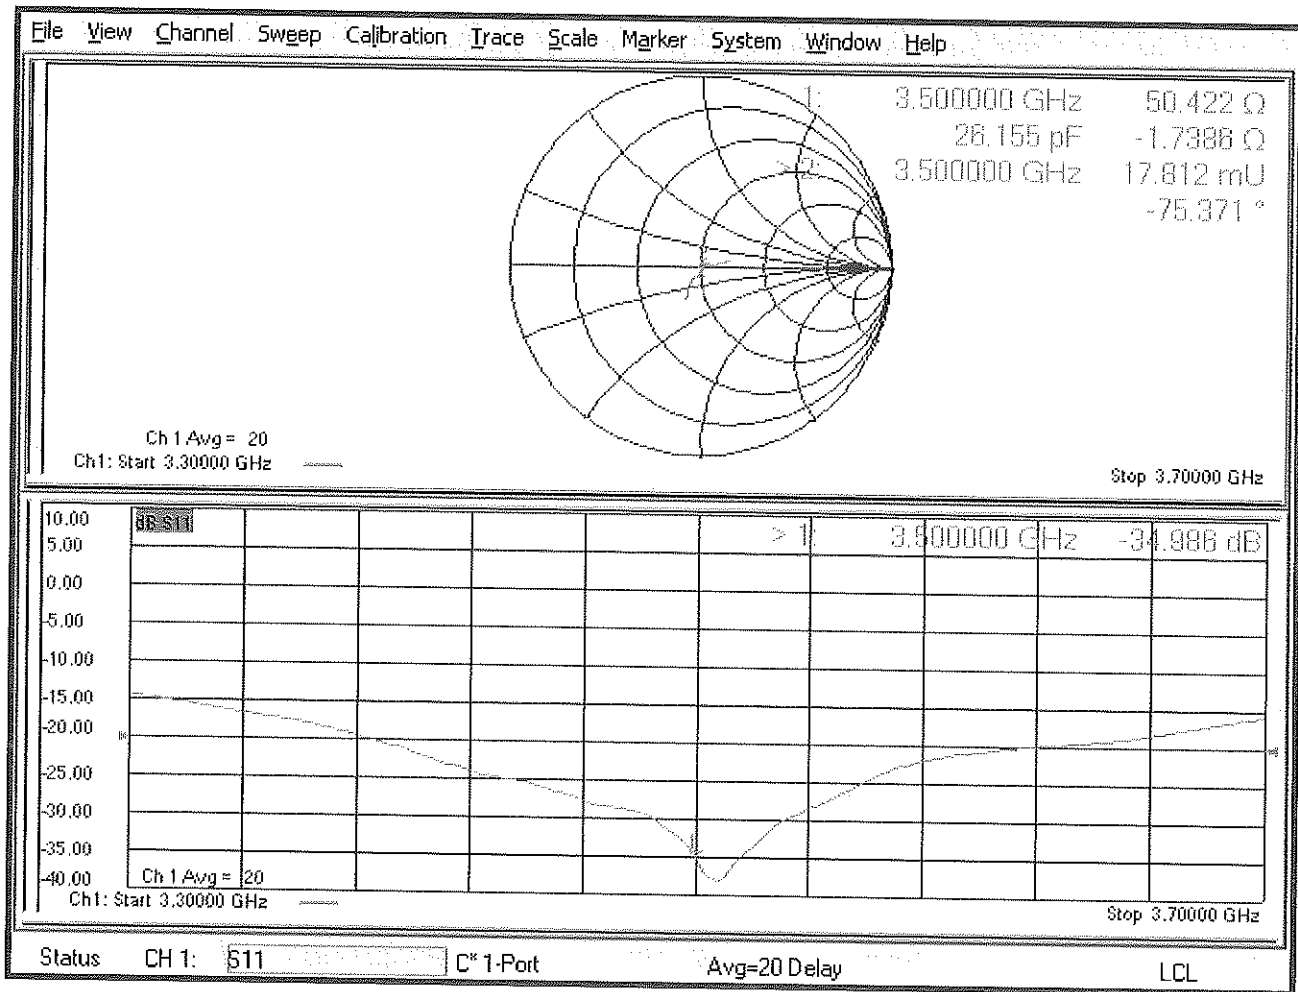 File View Channel Sweep Calibration Trace Scale Marker System Window Help
1: 3.500000 GHz 50.422 Ω
26.155 pF -1.7386 Ω
> 2: 3.500000 GHz 17.812 mU
-75.371 °
Ch 1 Avg = 20
Ch1: Start 3.30000 GHz
Stop 3.70000 GHz
10.00
dB S11
> 1: 3.500000 GHz -34.986 dB
5.00
0.00
-5.00
-10.00
-15.00
-20.00
-25.00
-30.00
-35.00
-40.00
Ch 1 Avg = 20
Ch1: Start 3.30000 GHz
Stop 3.70000 GHz
Status CH 1: S11 C* 1-Port Avg=20 Delay LCL